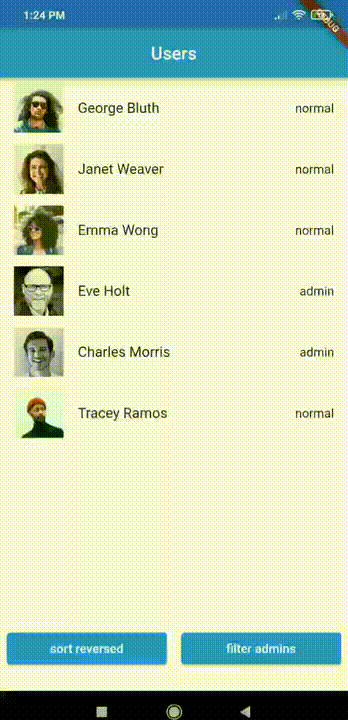 1:24 PM
Users
George Bluth normal
Janet Weaver normal
Emma Wong normal
Eve Holt admin
Charles Morris admin
Tracey Ramos normal
sort reversed filter admins